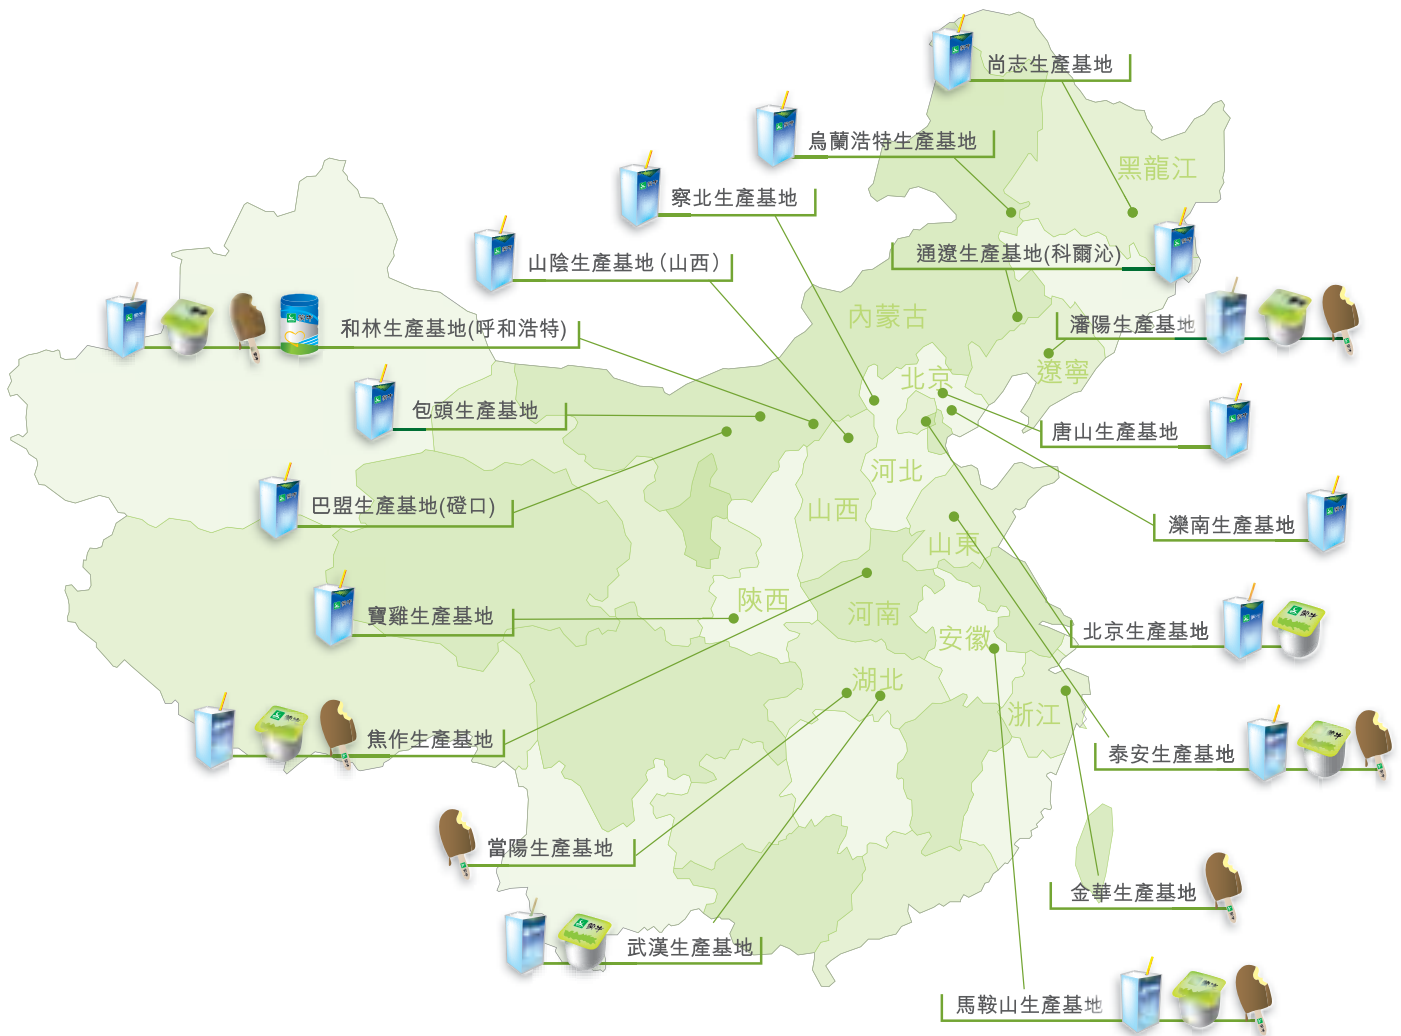 尚志生產基地
烏蘭浩特生產基地
黑龍江
察北生產基地
通遼生產基地(科爾沁)
山陰生產基地（山西）
內蒙古
和林生產基地(呼和浩特)
瀋陽生產基地
遼寧
北京
包頭生產基地
唐山生產基地
河北
巴盟生產基地(磴口)
山西
灤南生產基地
山東
陝西
河南
寶雞生產基地
安徽
北京生產基地
湖北
浙江
焦作生產基地
泰安生產基地
當陽生產基地
金華生產基地
武漢生產基地
馬鞍山生產基地